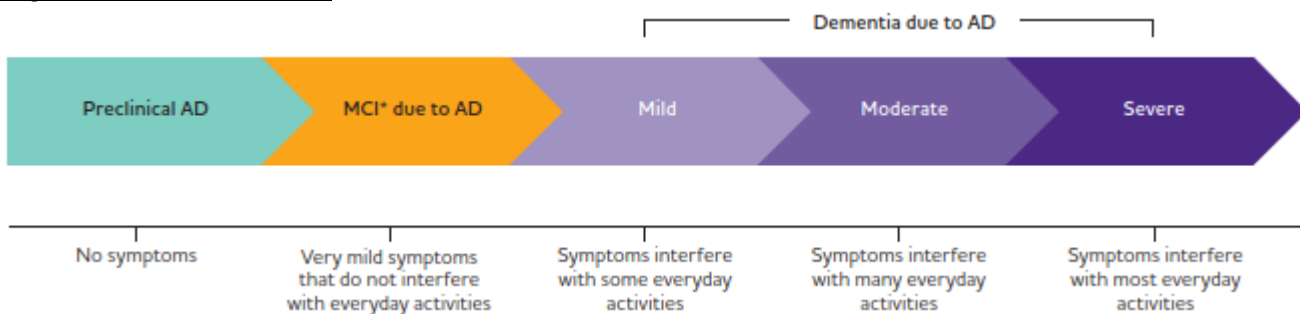 Dementia due to AD
Preclinical AD
MCI* due to AD
Mild
Moderate
Severe
No symptoms
Very mild symptoms
that do not interfere
with everyday activities
Symptoms interfere
with some everyday
activities
Symptoms interfere
with many everyday
activities
Symptoms interfere
with most everyday
activities